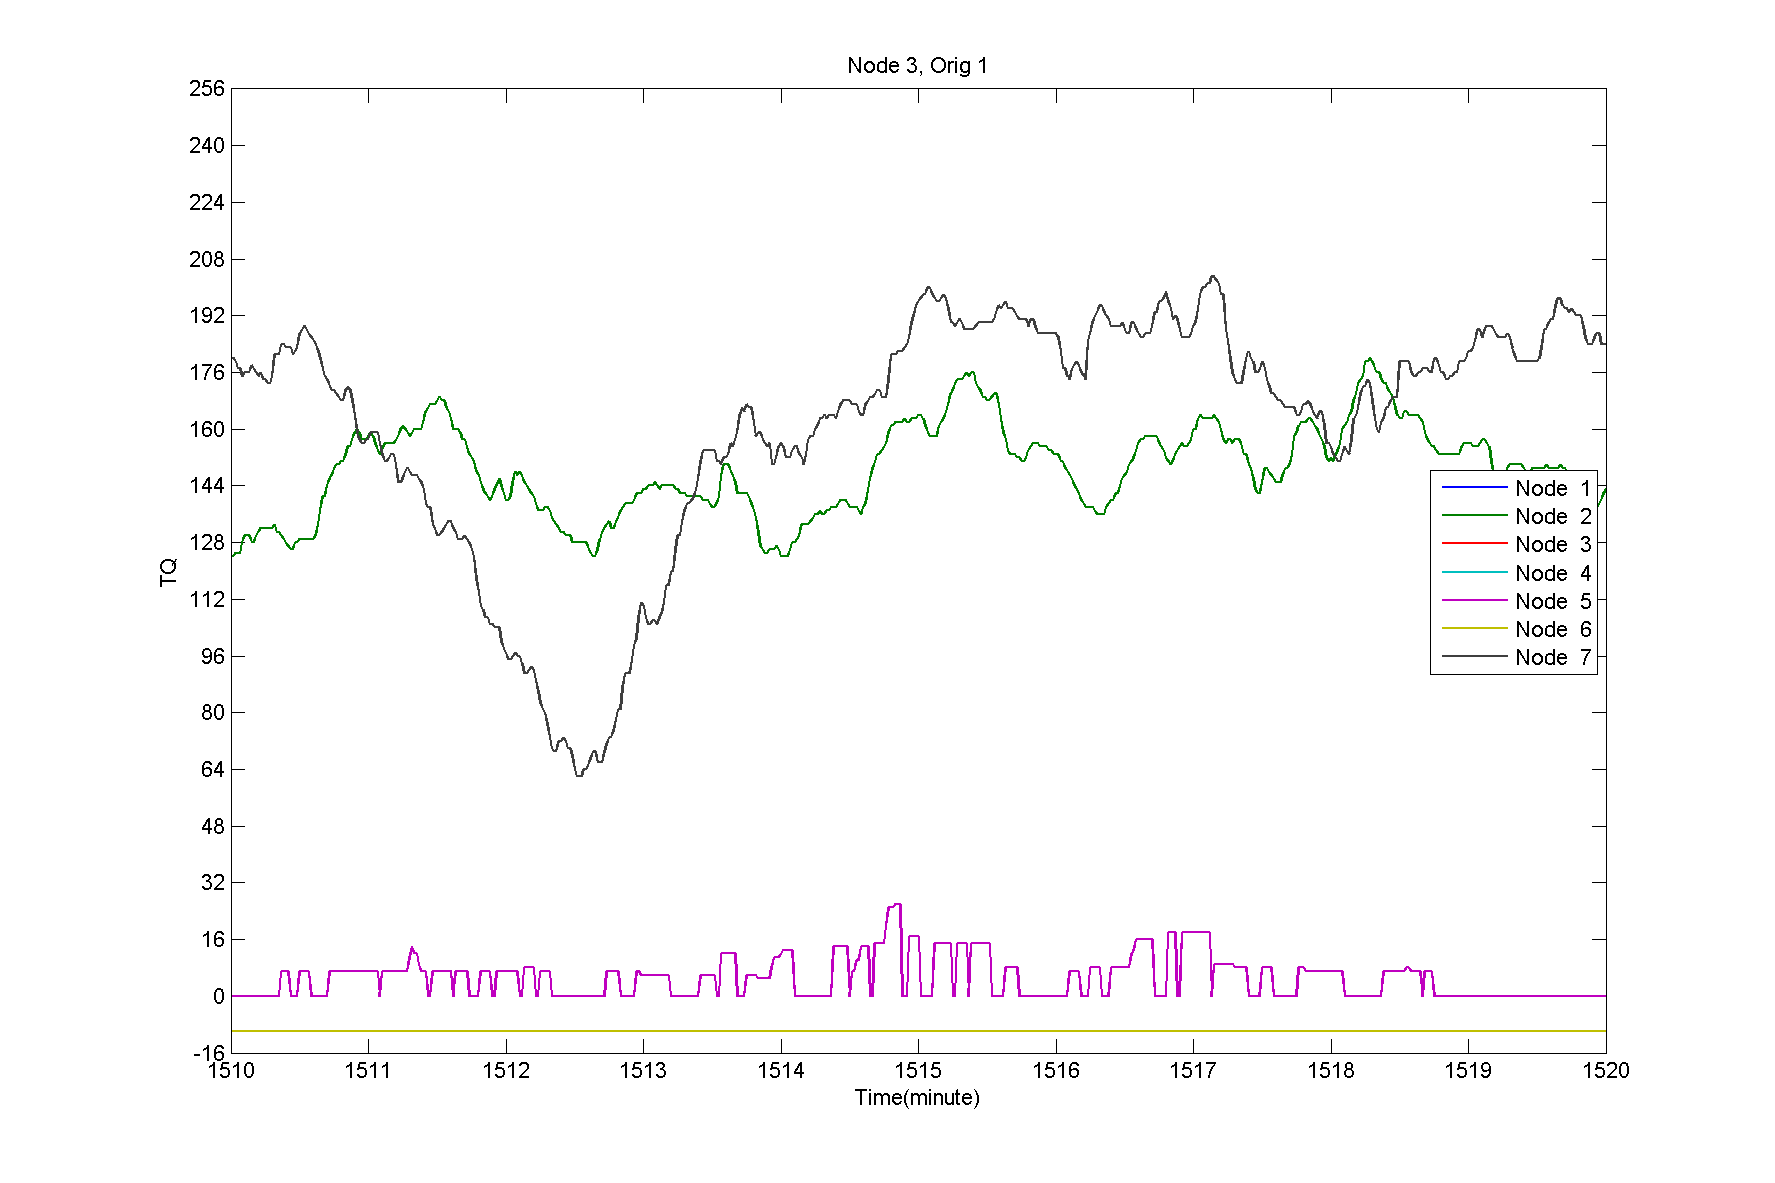 Node 3, Orig 1
256
240
224
208
192
176
160
144
128
112
96
80
64
48
32
16
0
-16
TQ
Node 1
Node 2
Node 3
Node 4
Node 5
Node 6
Node 7
1510 1511 1512 1513 1514 1515 1516 1517 1518 1519 1520
Time(minute)